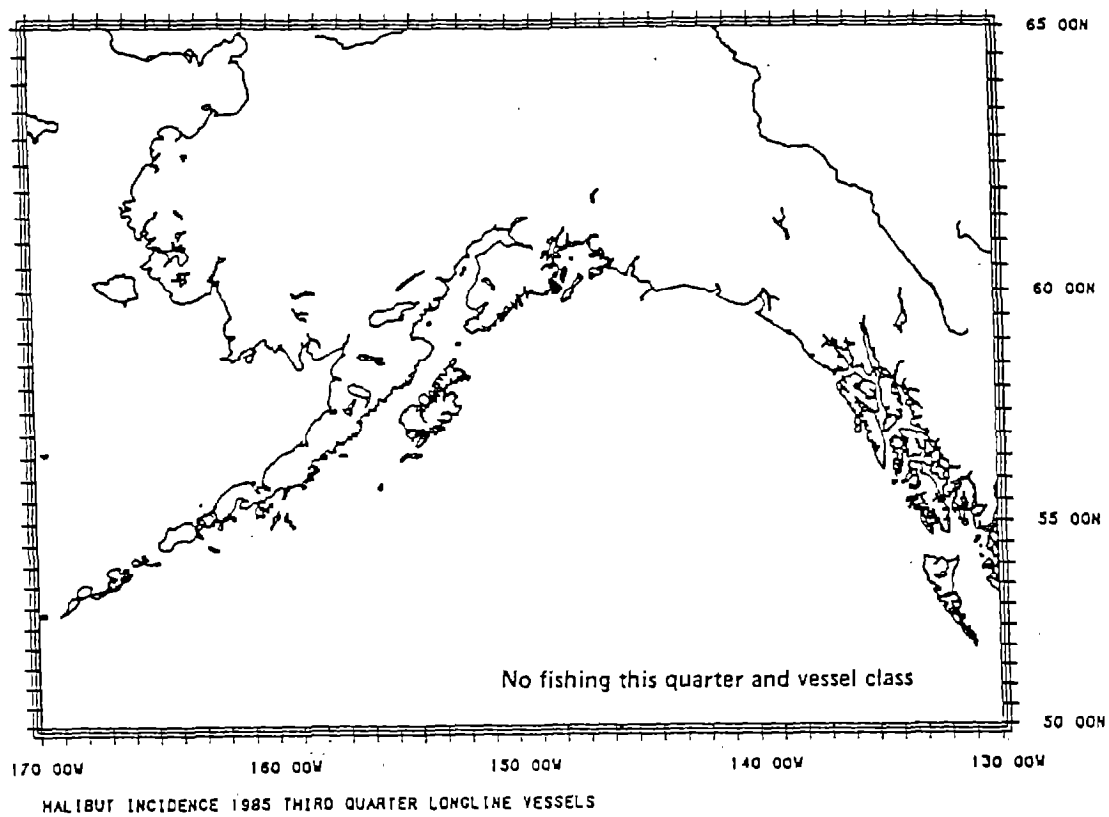 65 00N
60 00N
55 00N
No fishing this quarter and vessel class
50 00N
170 00W 160 00W 150 00W 140 00W 130 00W
HALIBUT INCIDENCE 1985 THIRD QUARTER LONGLINE VESSELS